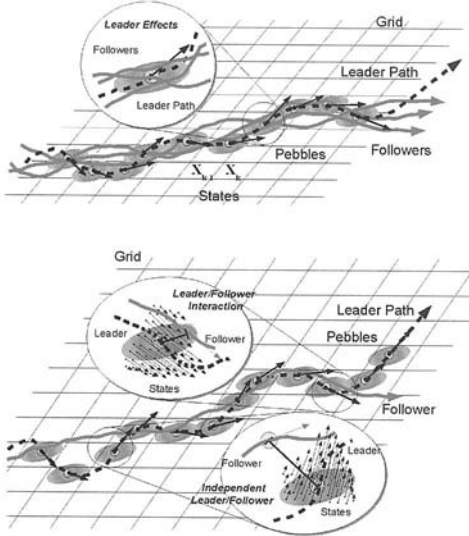 Leader Effects
Grid
Followers
Leader Path
Leader Path
Pebbles
Followers
X
X
k
States
Grid
Leader/Follower
Interaction
Leader Path
Leader
Pebbles
Follower
States
Follower
Leader
Follower
Independent
Leader/Follower
States